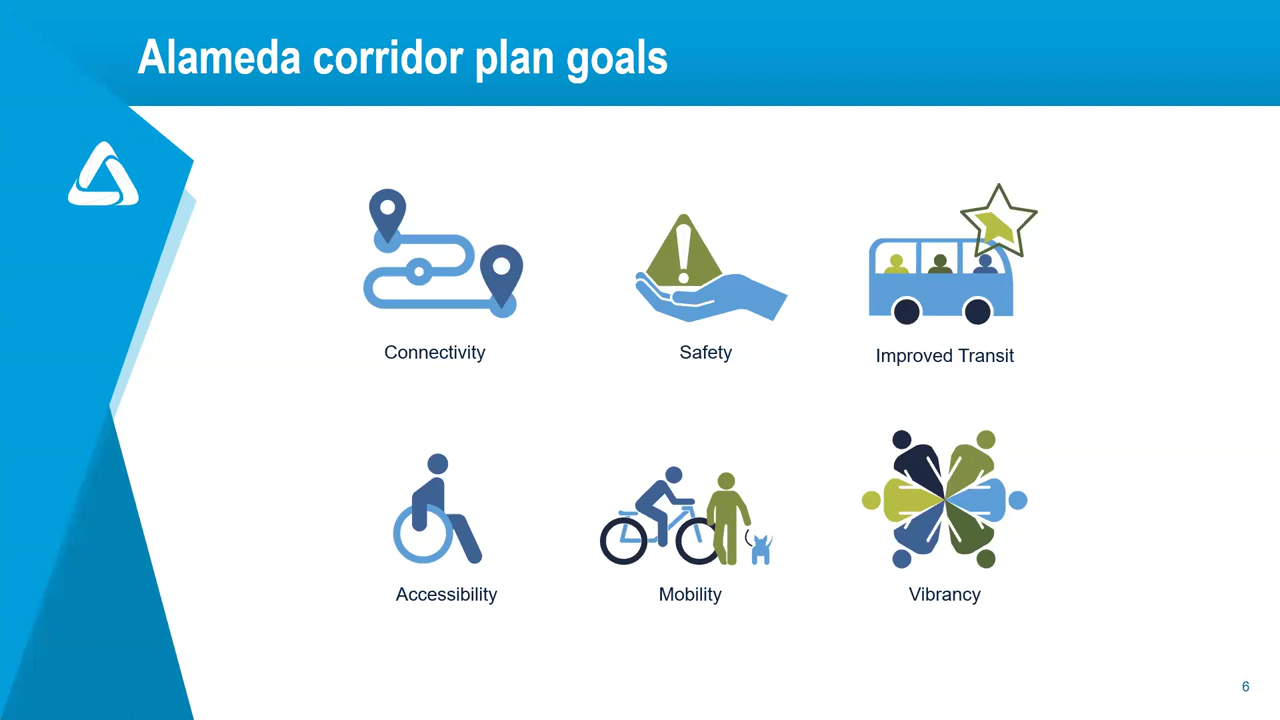 Alameda corridor plan goals
Connectivity
Safety
Improved Transit
Accessibility
Mobility
Vibrancy
6